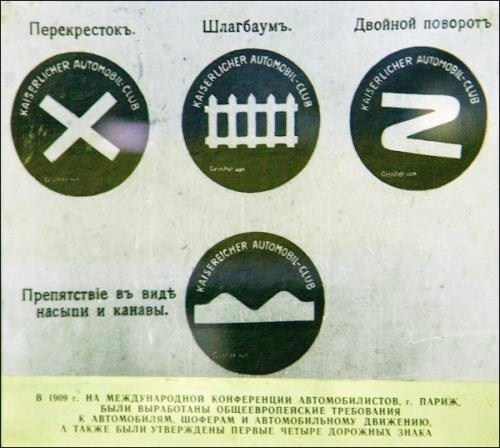 Перекрестокъ.
Шлагбаумъ.
Двойной поворотъ
KAISERLICHER AUTOMOBIL-CLUB
KAISERLICHER AUTOMOBIL-CLUB
KAISERLICHER AUTOMOBIL-CLUB
Препятствіе въ видѣ
насыпи и канавы.
KAISEREICHER AUTOMOBIL-CLUB
В 1909 г. НА МЕЖДУНАРОДНОЙ КОНФЕРЕНЦИИ АВТОМОБИЛИСТОВ, г. ПАРИЖ,
БЫЛИ ВЫРАБОТАНЫ ОБЩЕЕВРОПЕЙСКИЕ ТРЕБОВАНИЯ
К АВТОМОБИЛЯМ, ШОФЕРАМ И АВТОМОБИЛЬНОМУ ДВИЖЕНИЮ,
А ТАКЖЕ БЫЛИ УТВЕРЖДЕНЫ ПЕРВЫЕ ЧЕТЫРЕ ДОРОЖНЫХ ЗНАКА